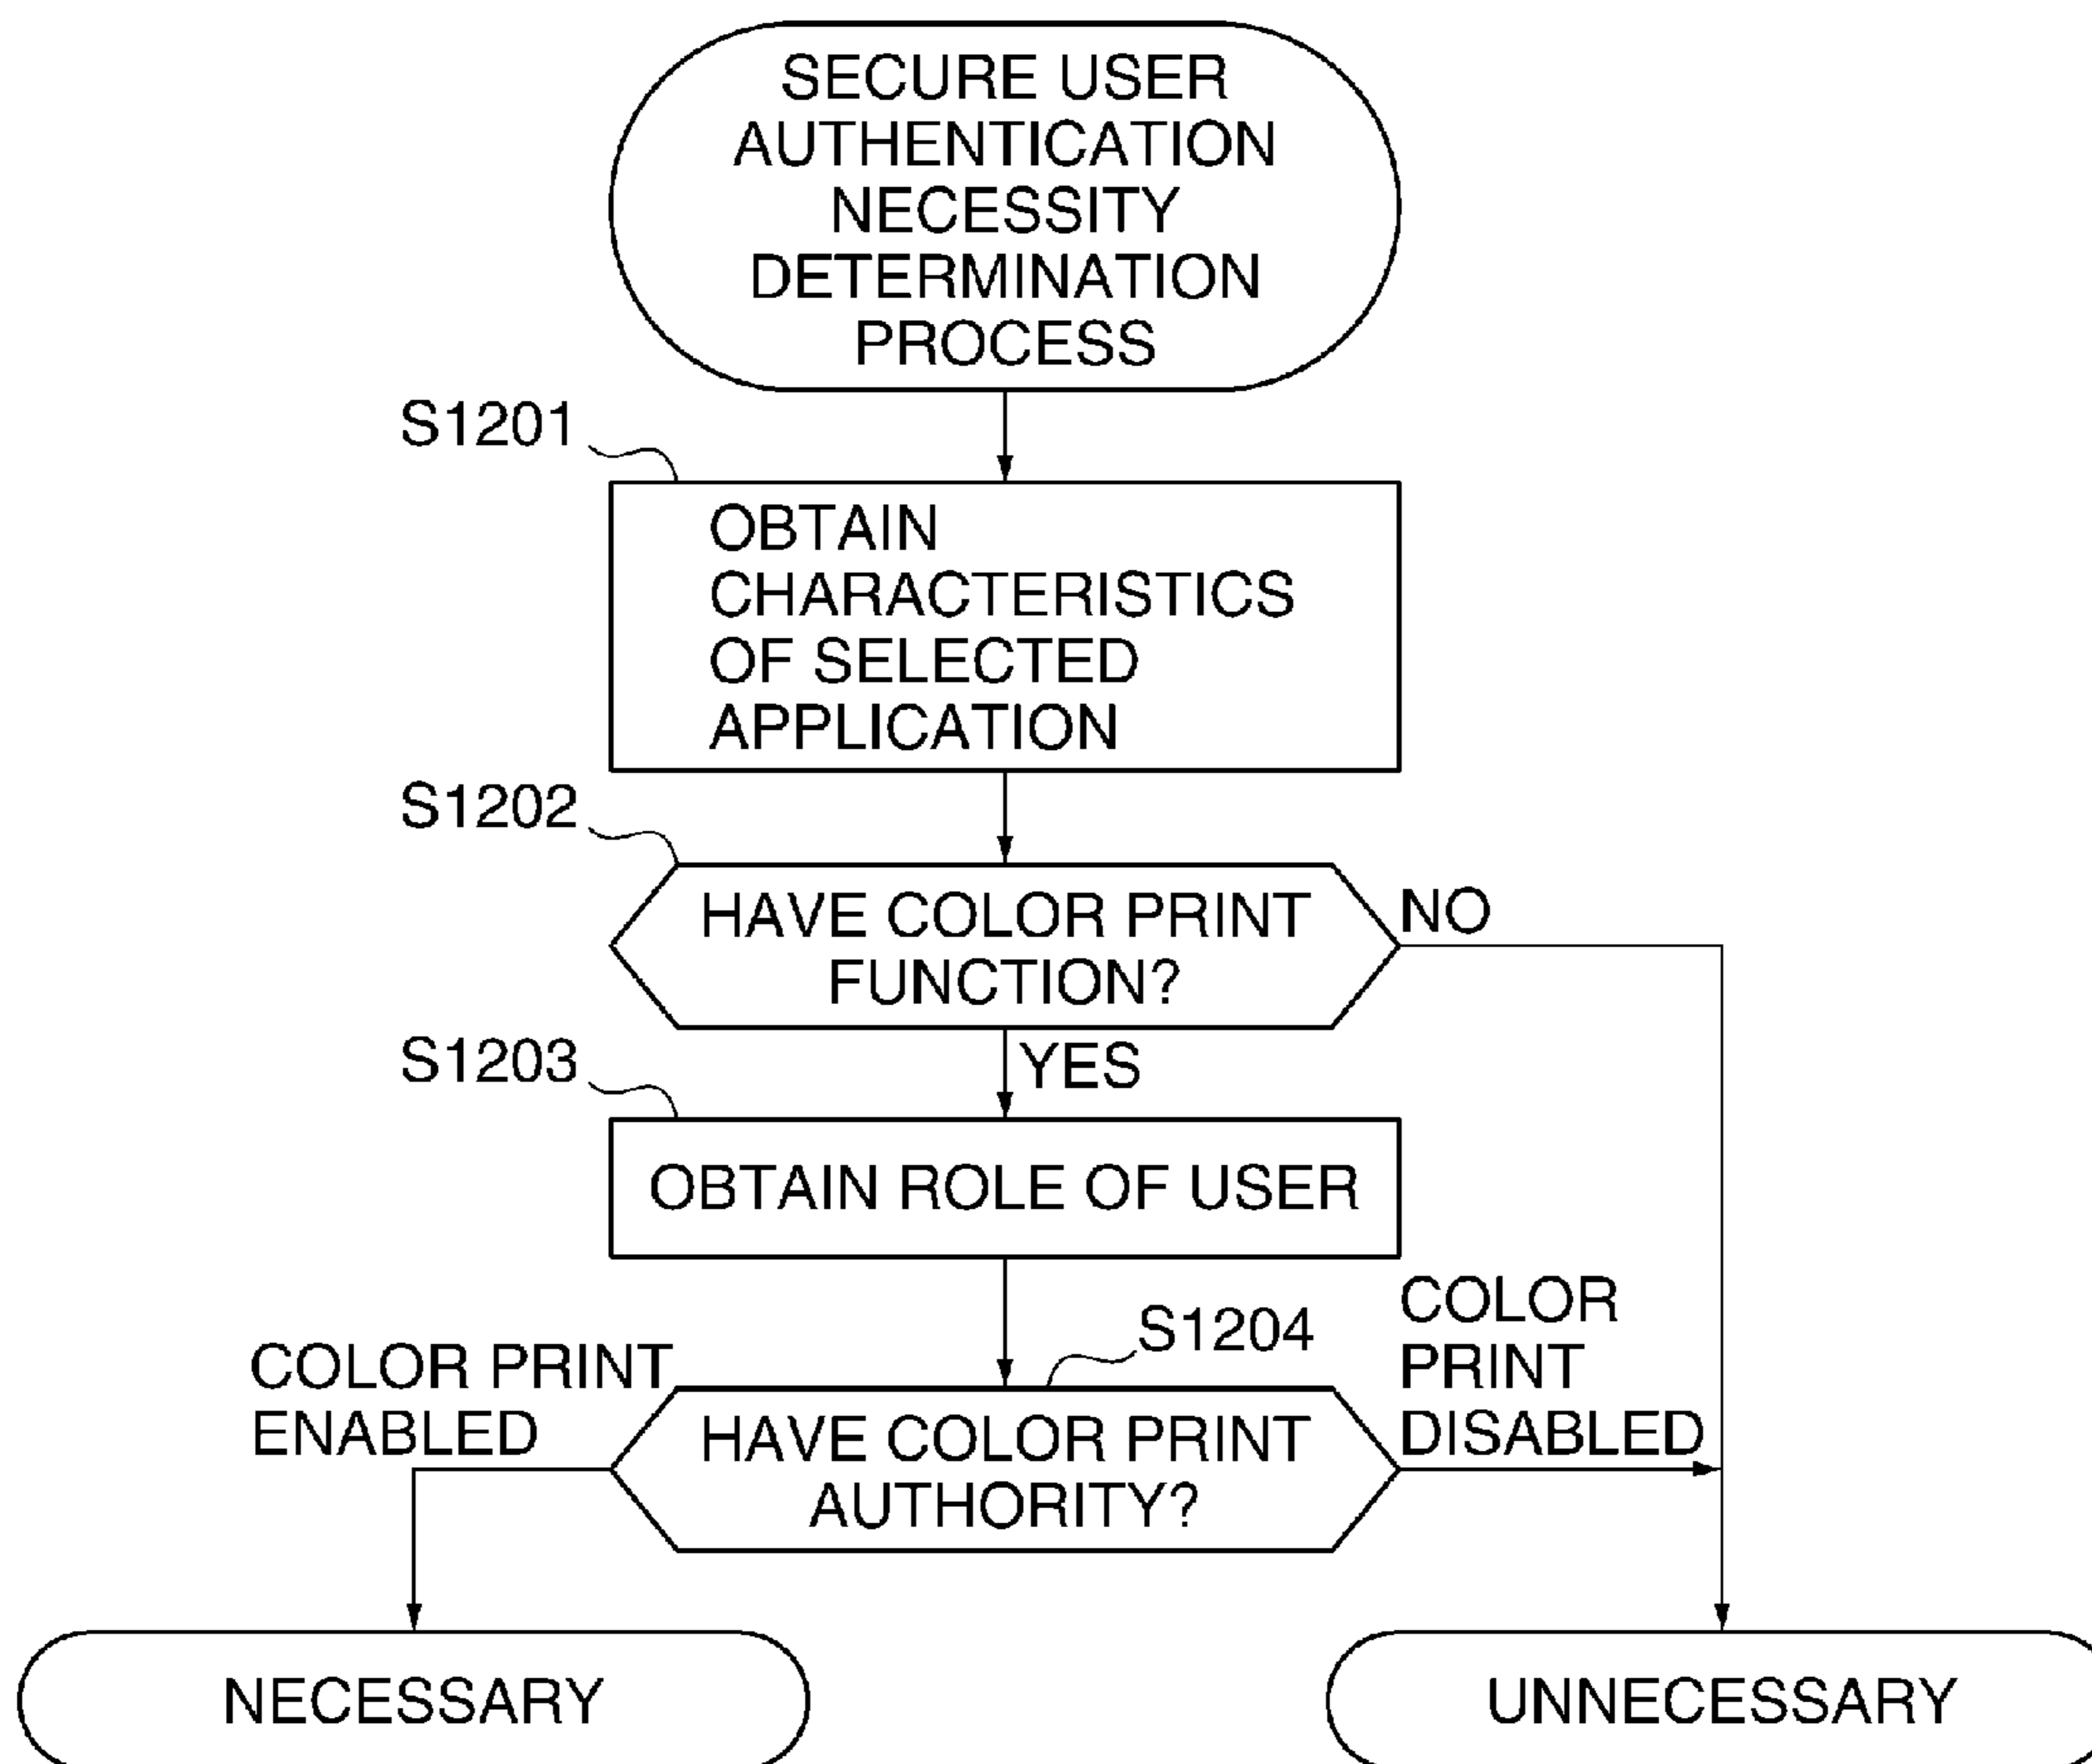 SECURE USER
AUTHENTICATION
NECESSITY
DETERMINATION
PROCESS
S1201
OBTAIN
CHARACTERISTICS
OF SELECTED
APPLICATION
S1202
HAVE COLOR PRINT
FUNCTION?
NO
YES
S1203
OBTAIN ROLE OF USER
S1204
COLOR PRINT
ENABLED
HAVE COLOR PRINT
AUTHORITY?
COLOR
PRINT
DISABLED
NECESSARY
UNNECESSARY